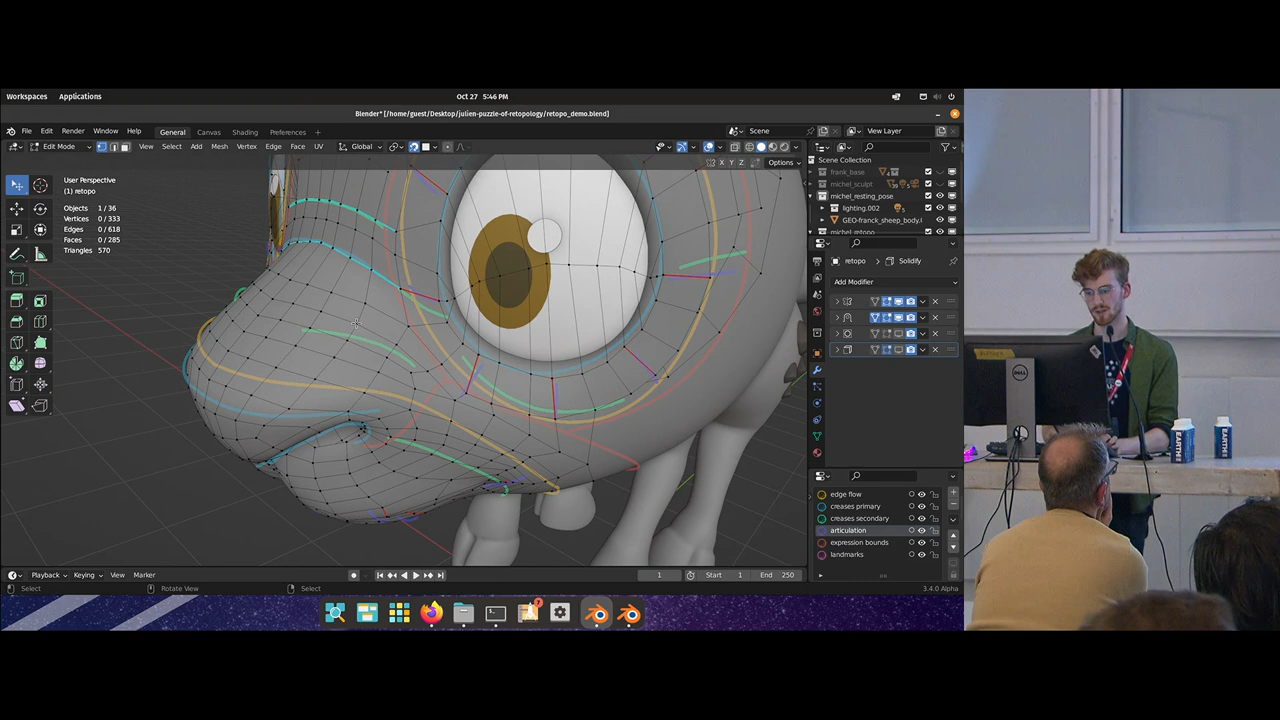 Workspaces Applications Oct 27 5:46 PM
Blender* [/home/guest/Desktop/julien-puzzle-of-retopology/retopo_demo.blend]
File Edit Render Window Help General Canvas Shading Preferences + Scene View Layer
Edit Mode View Select Add Mesh Vertex Edge Face UV Global
X Y Z Options
User Perspective
(1) retopo
Objects 1/36
Vertices 0/333
Edges 0/618
Faces 0/285
Triangles 570
Scene Collection
frank_base
michel_sculpt
michel_resting_pose
lighting.002
GEO-franck_sheep_body.
michel_retopo
retopo > Solidify
Add Modifier
edge flow
creases primary
creases secondary
articulation
expression bounds
landmarks
Playback Keying View Marker 1 Start 1 End 250
Select Rotate View Select 3.4.0 Alpha
DELL
EARTH
EARTH